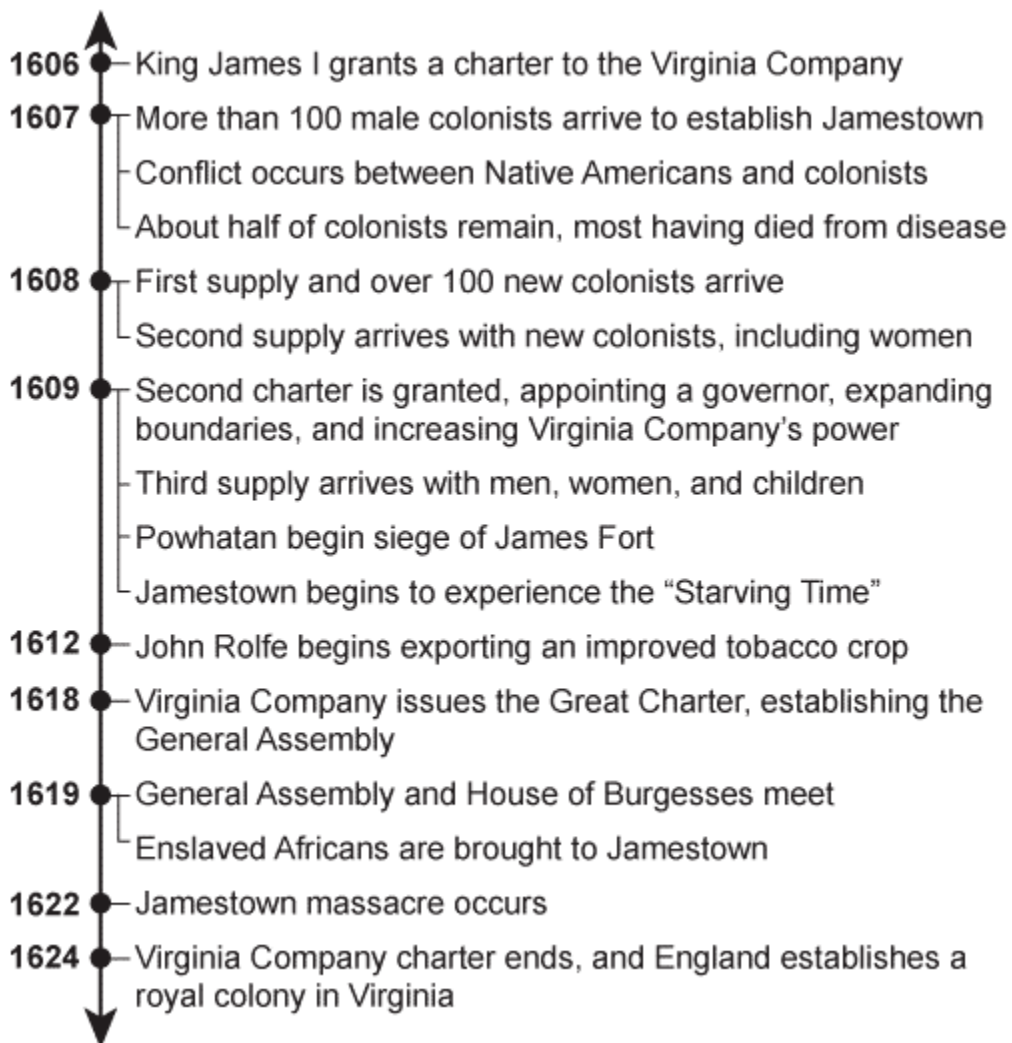 1606 King James I grants a charter to the Virginia Company
1607 More than 100 male colonists arrive to establish Jamestown
Conflict occurs between Native Americans and colonists
About half of colonists remain, most having died from disease
1608 First supply and over 100 new colonists arrive
Second supply arrives with new colonists, including women
1609 Second charter is granted, appointing a governor, expanding
boundaries, and increasing Virginia Company’s power
Third supply arrives with men, women, and children
Powhatan begin siege of James Fort
Jamestown begins to experience the “Starving Time”
1612 John Rolfe begins exporting an improved tobacco crop
1618 Virginia Company issues the Great Charter, establishing the
General Assembly
1619 General Assembly and House of Burgesses meet
Enslaved Africans are brought to Jamestown
1622 Jamestown massacre occurs
1624 Virginia Company charter ends, and England establishes a
royal colony in Virginia